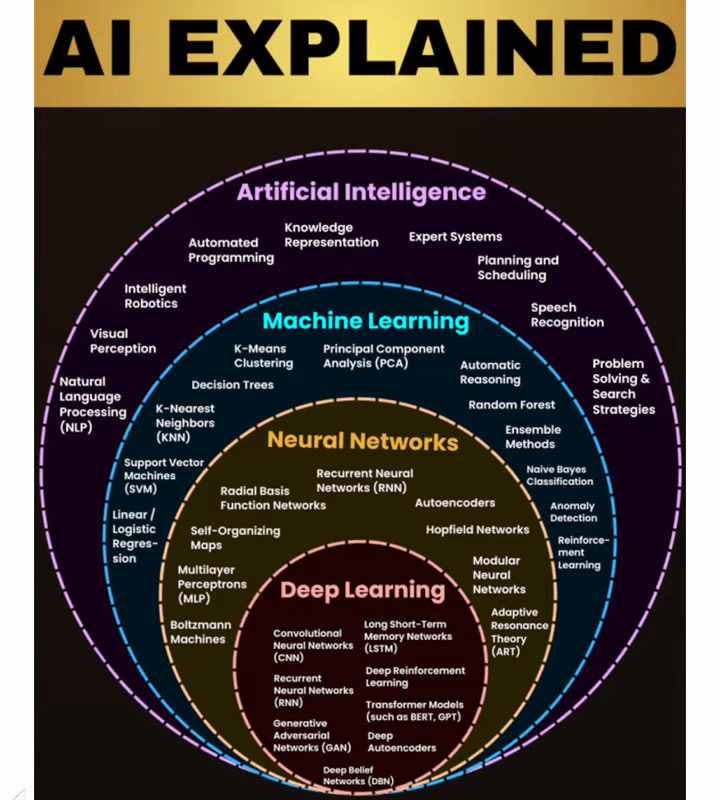 AI EXPLAINED
Artificial Intelligence
Knowledge
Representation
Automated
Programming
Expert Systems
Planning and
Scheduling
Intelligent
Robotics
Speech
Recognition
Visual
Perception
Problem
Solving &
Search
Strategies
Natural
Language
Processing
(NLP)
Machine Learning
K-Means
Clustering
Principal Component
Analysis (PCA)
Decision Trees
Automatic
Reasoning
K-Nearest
Neighbors
(KNN)
Random Forest
Ensemble
Methods
Support Vector
Machines
(SVM)
Naive Bayes
Classification
Linear /
Logistic
Regres-
sion
Anomaly
Detection
Reinforce-
ment
Learning
Neural Networks
Recurrent Neural
Networks (RNN)
Radial Basis
Function Networks
Autoencoders
Self-Organizing
Maps
Hopfield Networks
Multilayer
Perceptrons
(MLP)
Modular
Neural
Networks
Boltzmann
Machines
Adaptive
Resonance
Theory
(ART)
Deep Learning
Convolutional
Neural Networks
(CNN)
Long Short-Term
Memory Networks
(LSTM)
Recurrent
Neural Networks
(RNN)
Deep Reinforcement
Learning
Transformer Models
(such as BERT, GPT)
Generative
Adversarial
Networks (GAN)
Deep
Autoencoders
Deep Belief
Networks (DBN)